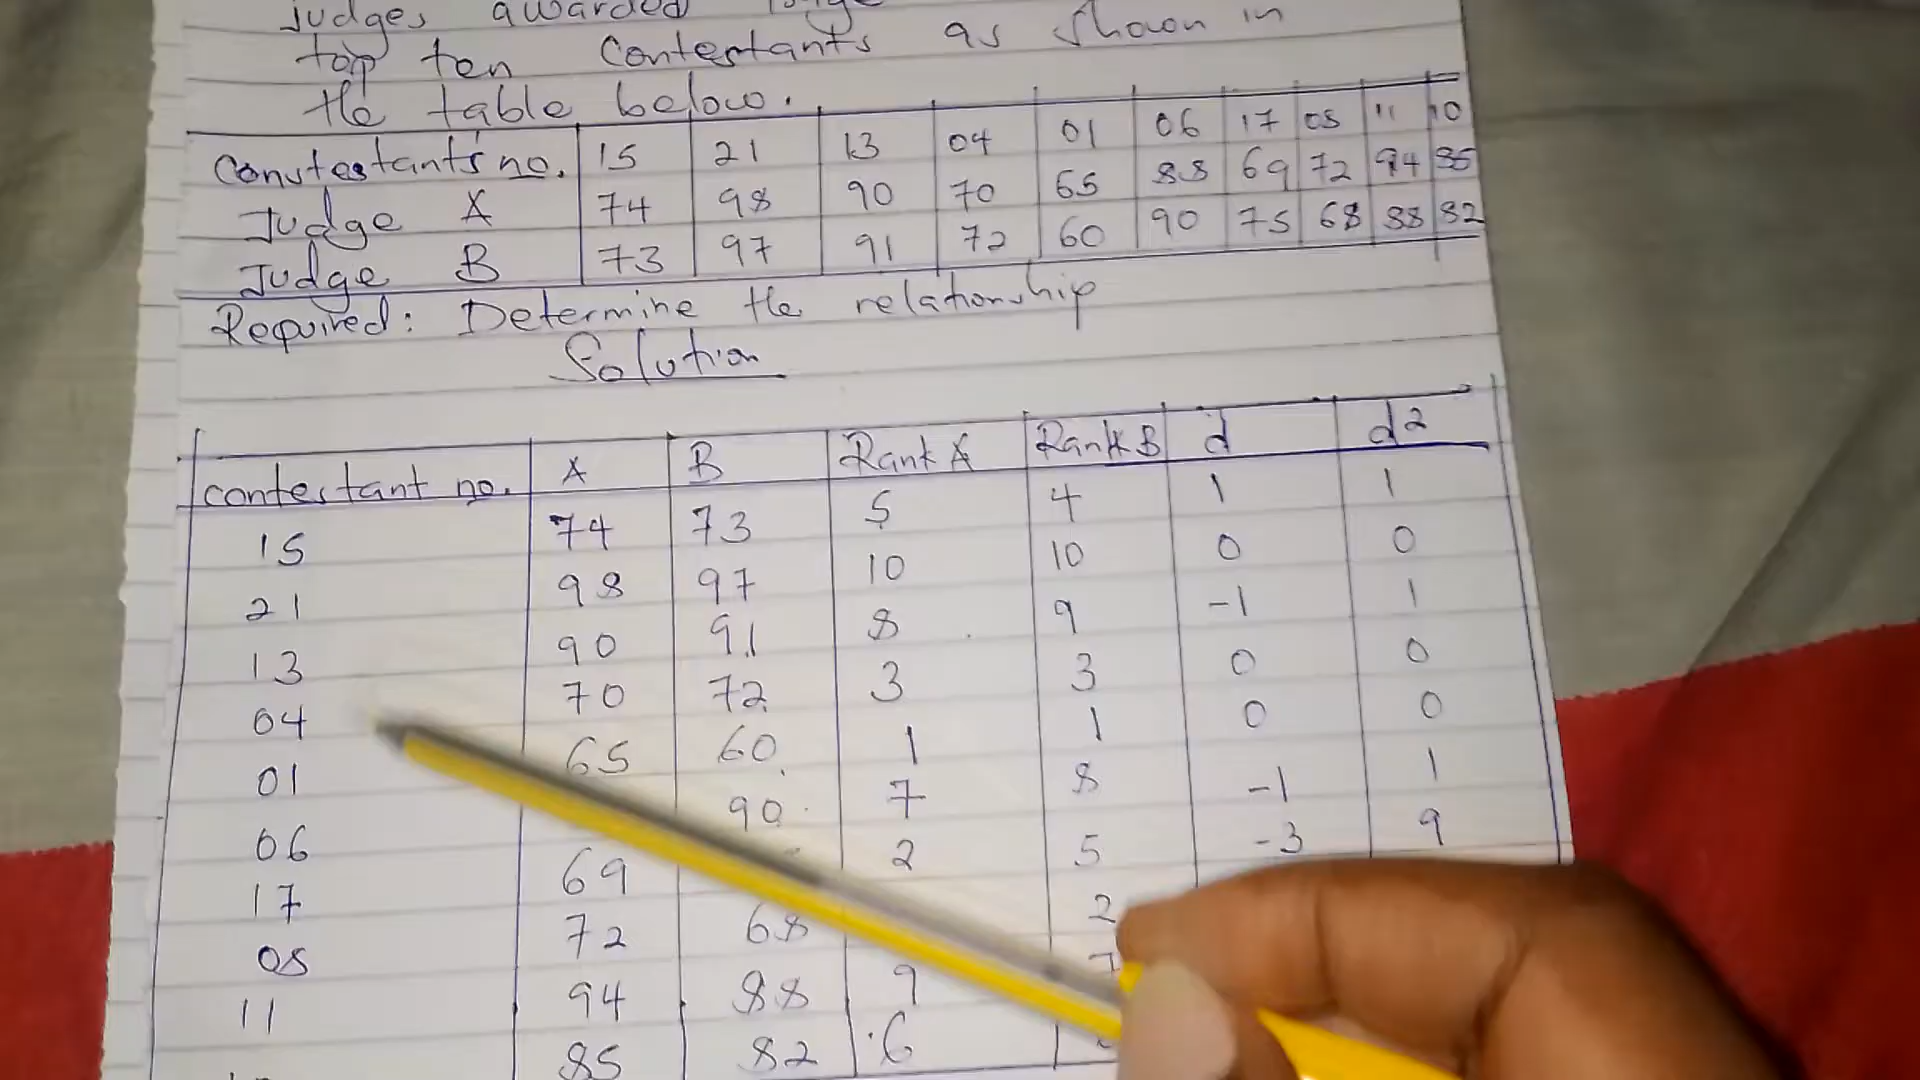 judges awarded
top ten contestants as shown in
the table below.
Conutestant's no. 15 21 13 04 01 06 17 05 11 10
Judge A 74 98 90 70 65 88 69 72 94 85
Judge B 73 97 91 72 60 90 75 68 88 82
Required: Determine the relationship
Solution
contestant no. A B Rank A Rank B d d2
15 74 73 5 4 1 1
21 98 97 10 10 0 0
13 90 91 8 9 -1 1
04 70 72 3 3 0 0
01 65 60 1 1 0 0
06 90 7 8 -1 1
17 69 2 5 -3 9
05 72 68 2
11 94 88 9 7
85 82 6